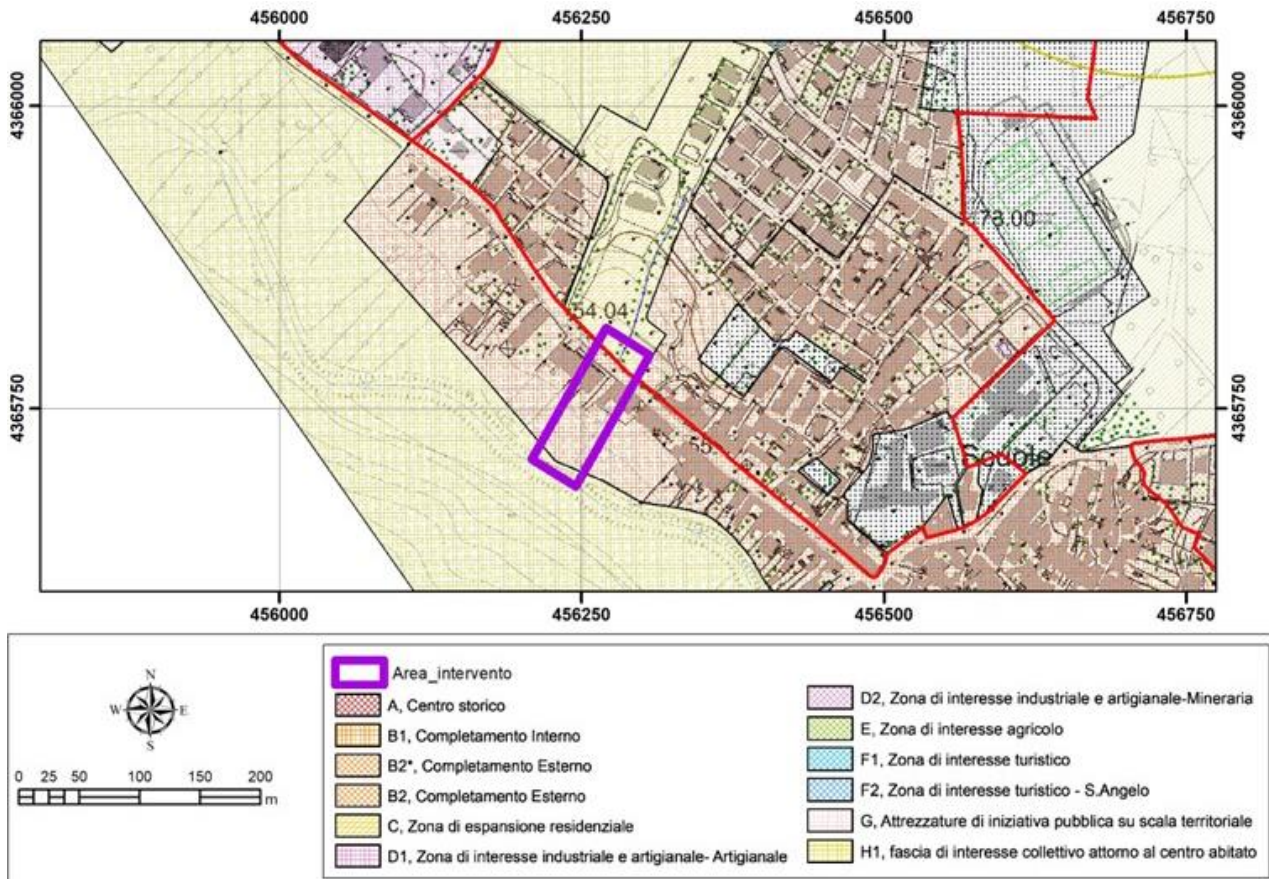 456000 456250 456500 456750
4366000 4366000
73.00
54.04
4365750 4365750
Scuole
456000 456250 456500 456750
Area_intervento
A, Centro storico
B1, Completamento Interno
B2*, Completamento Esterno
B2, Completamento Esterno
C, Zona di espansione residenziale
D1, Zona di interesse industriale e artigianale- Artigianale
D2, Zona di interesse industriale e artigianale-Mineraria
E, Zona di interesse agricolo
F1, Zona di interesse turistico
F2, Zona di interesse turistico - S.Angelo
G, Attrezzature di iniziativa pubblica su scala territoriale
H1, fascia di interesse collettivo attorno al centro abitato
N
W E
S
0 25 50 100 150 200
m